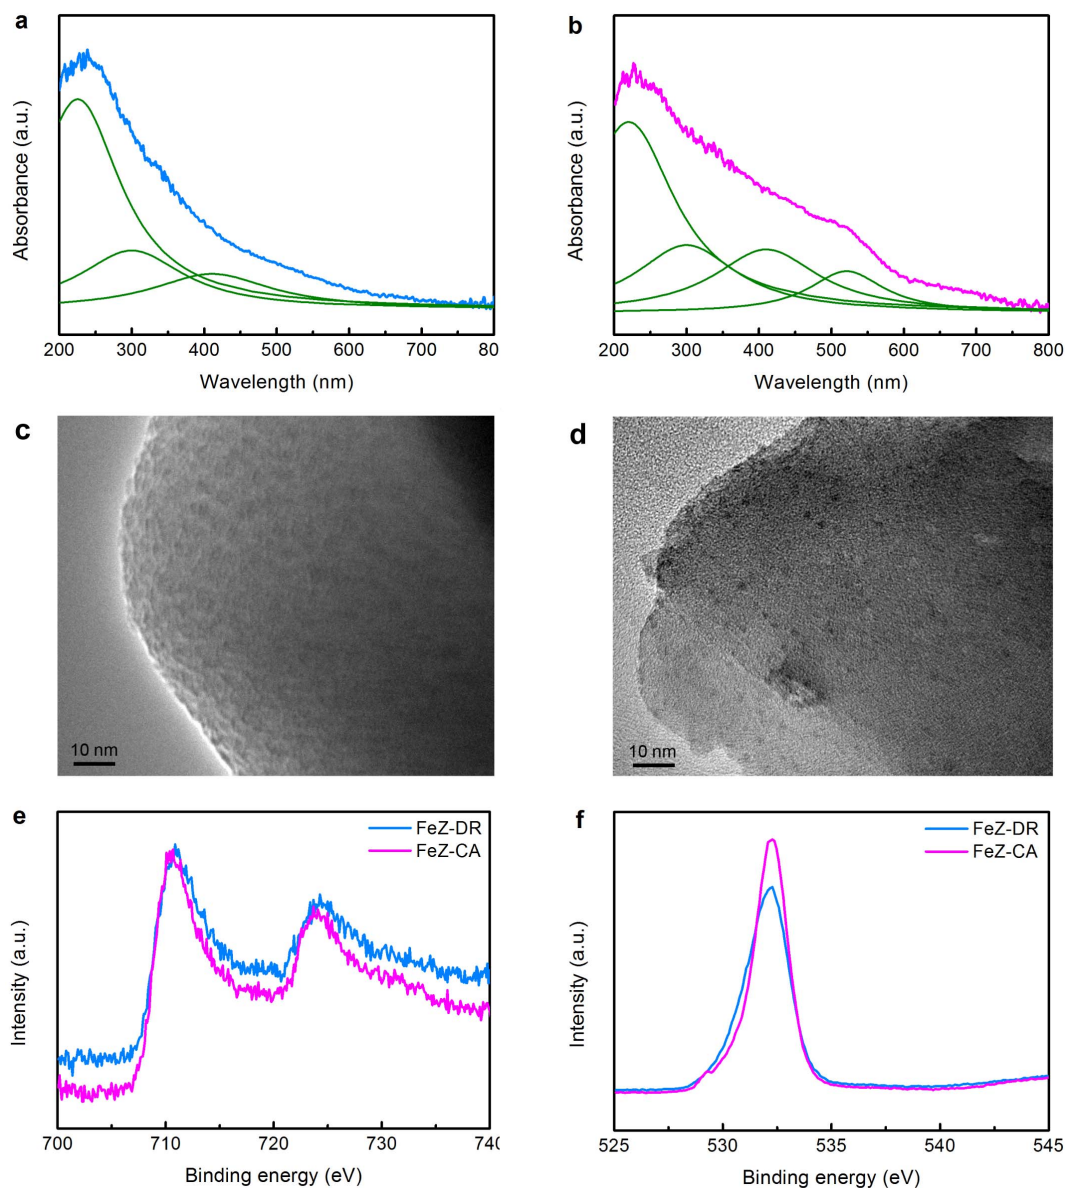 a
b
Absorbance (a.u.)
200 300 400 500 600 700 80
Wavelength (nm)
Absorbance (a.u.)
200 300 400 500 600 700 800
Wavelength (nm)
c
10 nm
d
10 nm
e
FeZ-DR
FeZ-CA
Intensity (a.u.)
700 710 720 730 740
Binding energy (eV)
f
FeZ-DR
FeZ-CA
Intensity (a.u.)
525 530 535 540 545
Binding energy (eV)